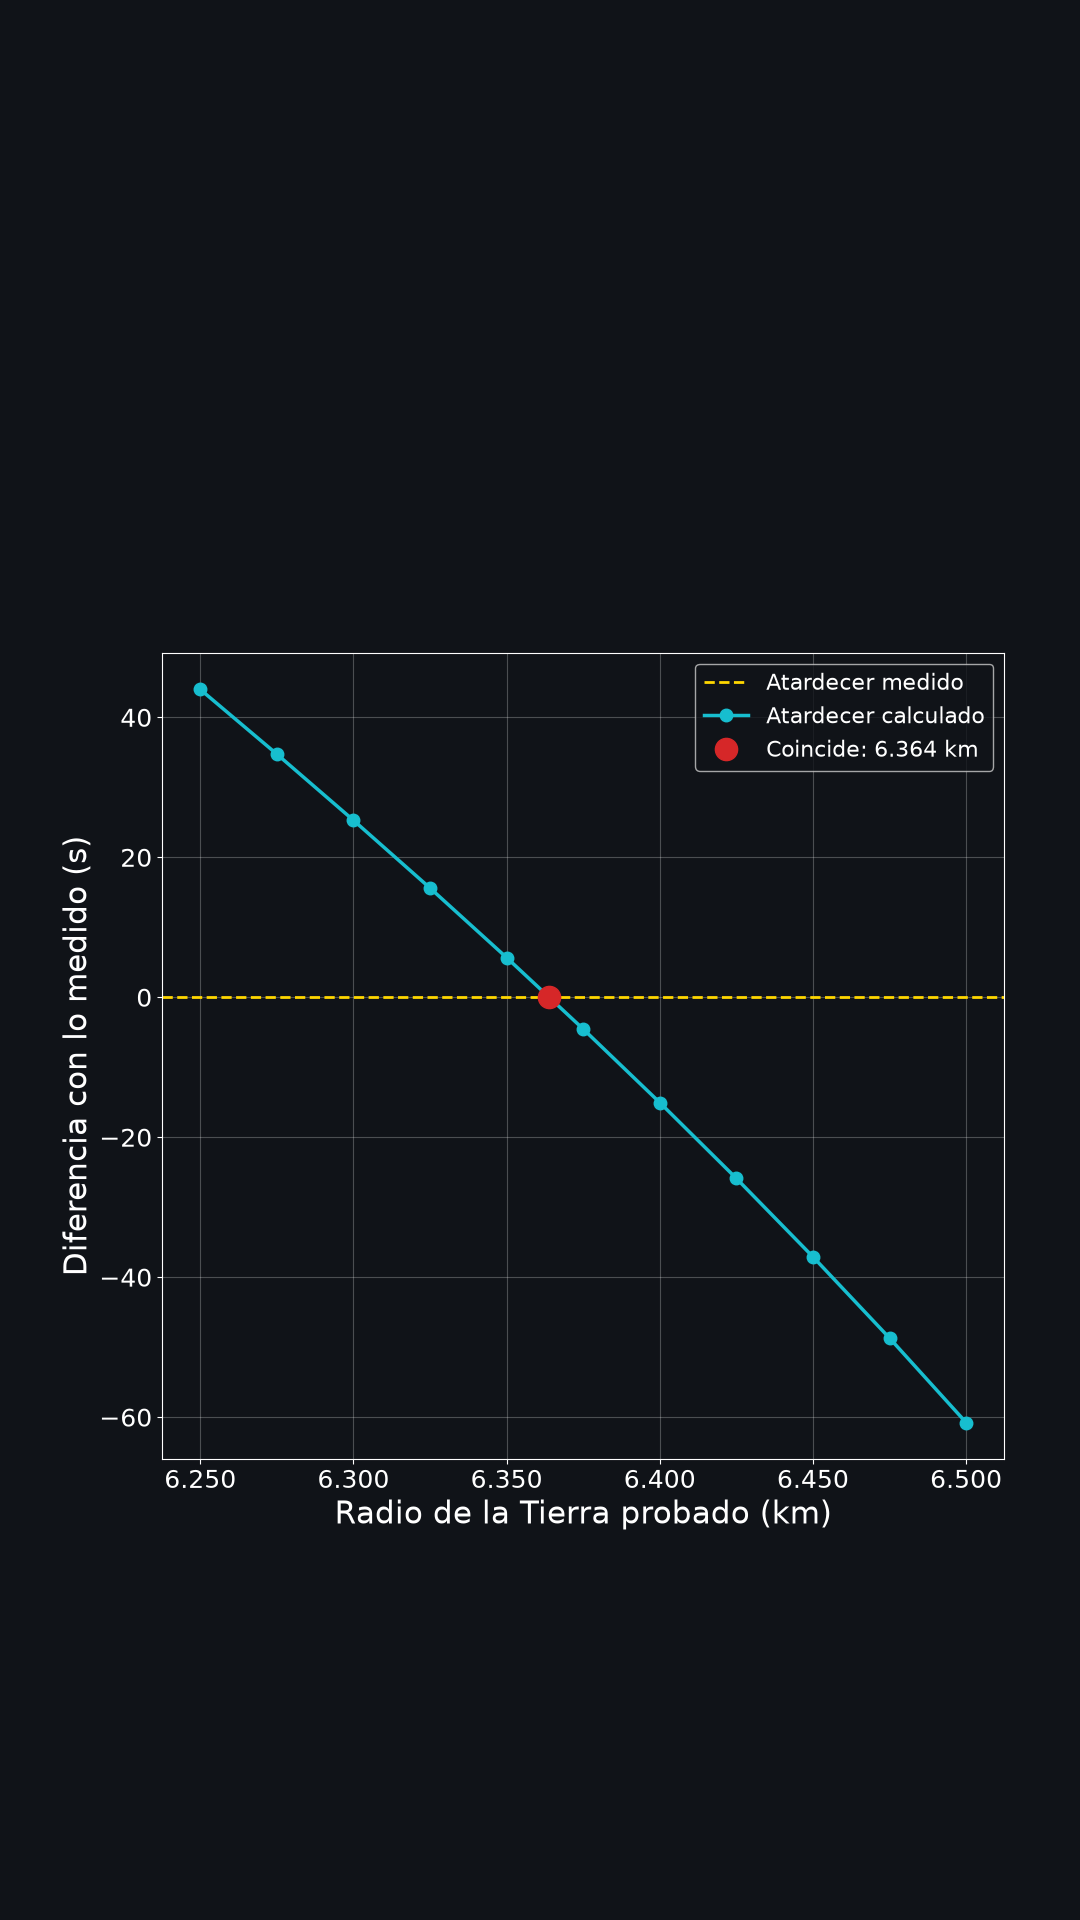 Atardecer medido
Atardecer calculado
Coincide: 6.364 km
Diferencia con lo medido (s)
40
20
0
−20
−40
−60
6.250 6.300 6.350 6.400 6.450 6.500
Radio de la Tierra probado (km)